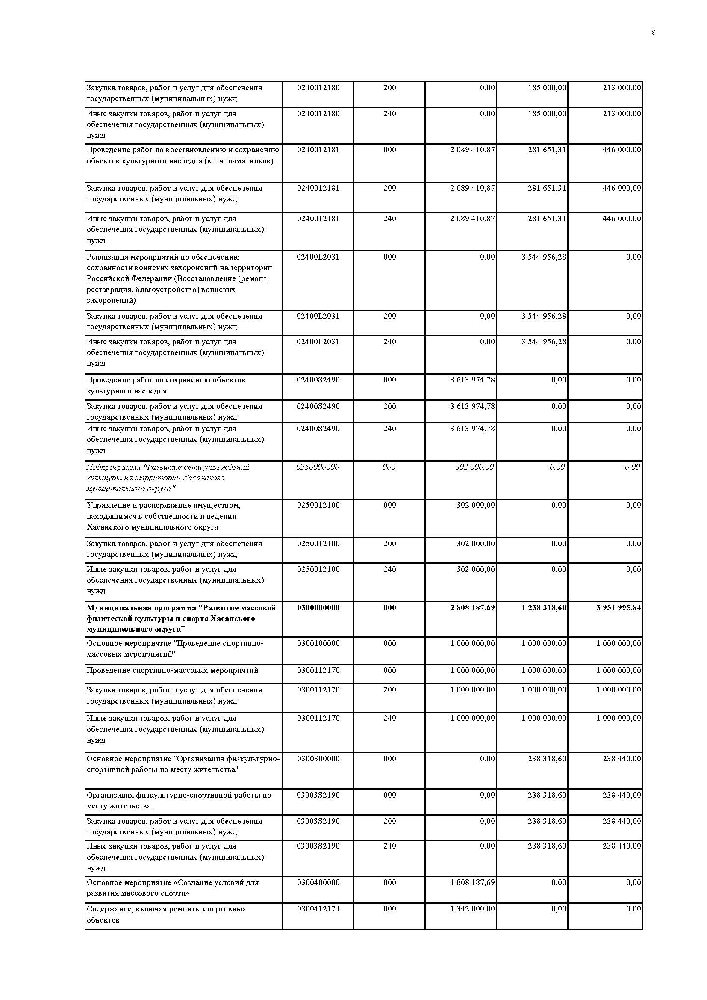 8
Закупка товаров, работ и услуг для обеспечения 0240012180 200 0,00 185 000,00 213 000,00
государственных (муниципальных) нужд
Иные закупки товаров, работ и услуг для 0240012180 240 0,00 185 000,00 213 000,00
обеспечения государственных (муниципальных)
нужд
Проведение работ по восстановлению и сохранению 0240012181 000 2 089 410,87 281 651,31 446 000,00
объектов культурного наследия (в т.ч. памятников)
Закупка товаров, работ и услуг для обеспечения 0240012181 200 2 089 410,87 281 651,31 446 000,00
государственных (муниципальных) нужд
Иные закупки товаров, работ и услуг для 0240012181 240 2 089 410,87 281 651,31 446 000,00
обеспечения государственных (муниципальных)
нужд
Реализация мероприятий по обеспечению 02400L2031 000 0,00 3 544 956,28 0,00
сохранности воинских захоронений на территории
Российской Федерации (Восстановление (ремонт,
реставрация, благоустройство) воинских
захоронений)
Закупка товаров, работ и услуг для обеспечения 02400L2031 200 0,00 3 544 956,28 0,00
государственных (муниципальных) нужд
Иные закупки товаров, работ и услуг для 02400L2031 240 0,00 3 544 956,28 0,00
обеспечения государственных (муниципальных)
нужд
Проведение работ по сохранению объектов 02400S2490 000 3 613 974,78 0,00 0,00
культурного наследия
Закупка товаров, работ и услуг для обеспечения 02400S2490 200 3 613 974,78 0,00 0,00
государственных (муниципальных) нужд
Иные закупки товаров, работ и услуг для 02400S2490 240 3 613 974,78 0,00 0,00
обеспечения государственных (муниципальных)
нужд
Подпрограмма "Развитие сети учреждений 0250000000 000 302 000,00 0,00 0,00
культуры на территории Хасанского
муниципального округа"
Управление и распоряжение имуществом, 0250012100 000 302 000,00 0,00 0,00
находящимся в собственности и ведении
Хасанского муниципального округа
Закупка товаров, работ и услуг для обеспечения 0250012100 200 302 000,00 0,00 0,00
государственных (муниципальных) нужд
Иные закупки товаров, работ и услуг для 0250012100 240 302 000,00 0,00 0,00
обеспечения государственных (муниципальных)
нужд
Муниципальная программа "Развитие массовой 0300000000 000 2 808 187,69 1 238 318,60 3 951 995,84
физической культуры и спорта Хасанского
муниципального округа"
Основное мероприятие "Проведение спортивно- 0300100000 000 1 000 000,00 1 000 000,00 1 000 000,00
массовых мероприятий"
Проведение спортивно-массовых мероприятий 0300112170 000 1 000 000,00 1 000 000,00 1 000 000,00
Закупка товаров, работ и услуг для обеспечения 0300112170 200 1 000 000,00 1 000 000,00 1 000 000,00
государственных (муниципальных) нужд
Иные закупки товаров, работ и услуг для 0300112170 240 1 000 000,00 1 000 000,00 1 000 000,00
обеспечения государственных (муниципальных)
нужд
Основное мероприятие "Организация физкультурно- 0300300000 000 0,00 238 318,60 238 440,00
спортивной работы по месту жительства"
Организация физкультурно-спортивной работы по 03003S2190 000 0,00 238 318,60 238 440,00
месту жительства
Закупка товаров, работ и услуг для обеспечения 03003S2190 200 0,00 238 318,60 238 440,00
государственных (муниципальных) нужд
Иные закупки товаров, работ и услуг для 03003S2190 240 0,00 238 318,60 238 440,00
обеспечения государственных (муниципальных)
нужд
Основное мероприятие «Создание условий для 0300400000 000 1 808 187,69 0,00 0,00
развития массового спорта»
Содержание, включая ремонты спортивных 0300412174 000 1 342 000,00 0,00 0,00
объектов